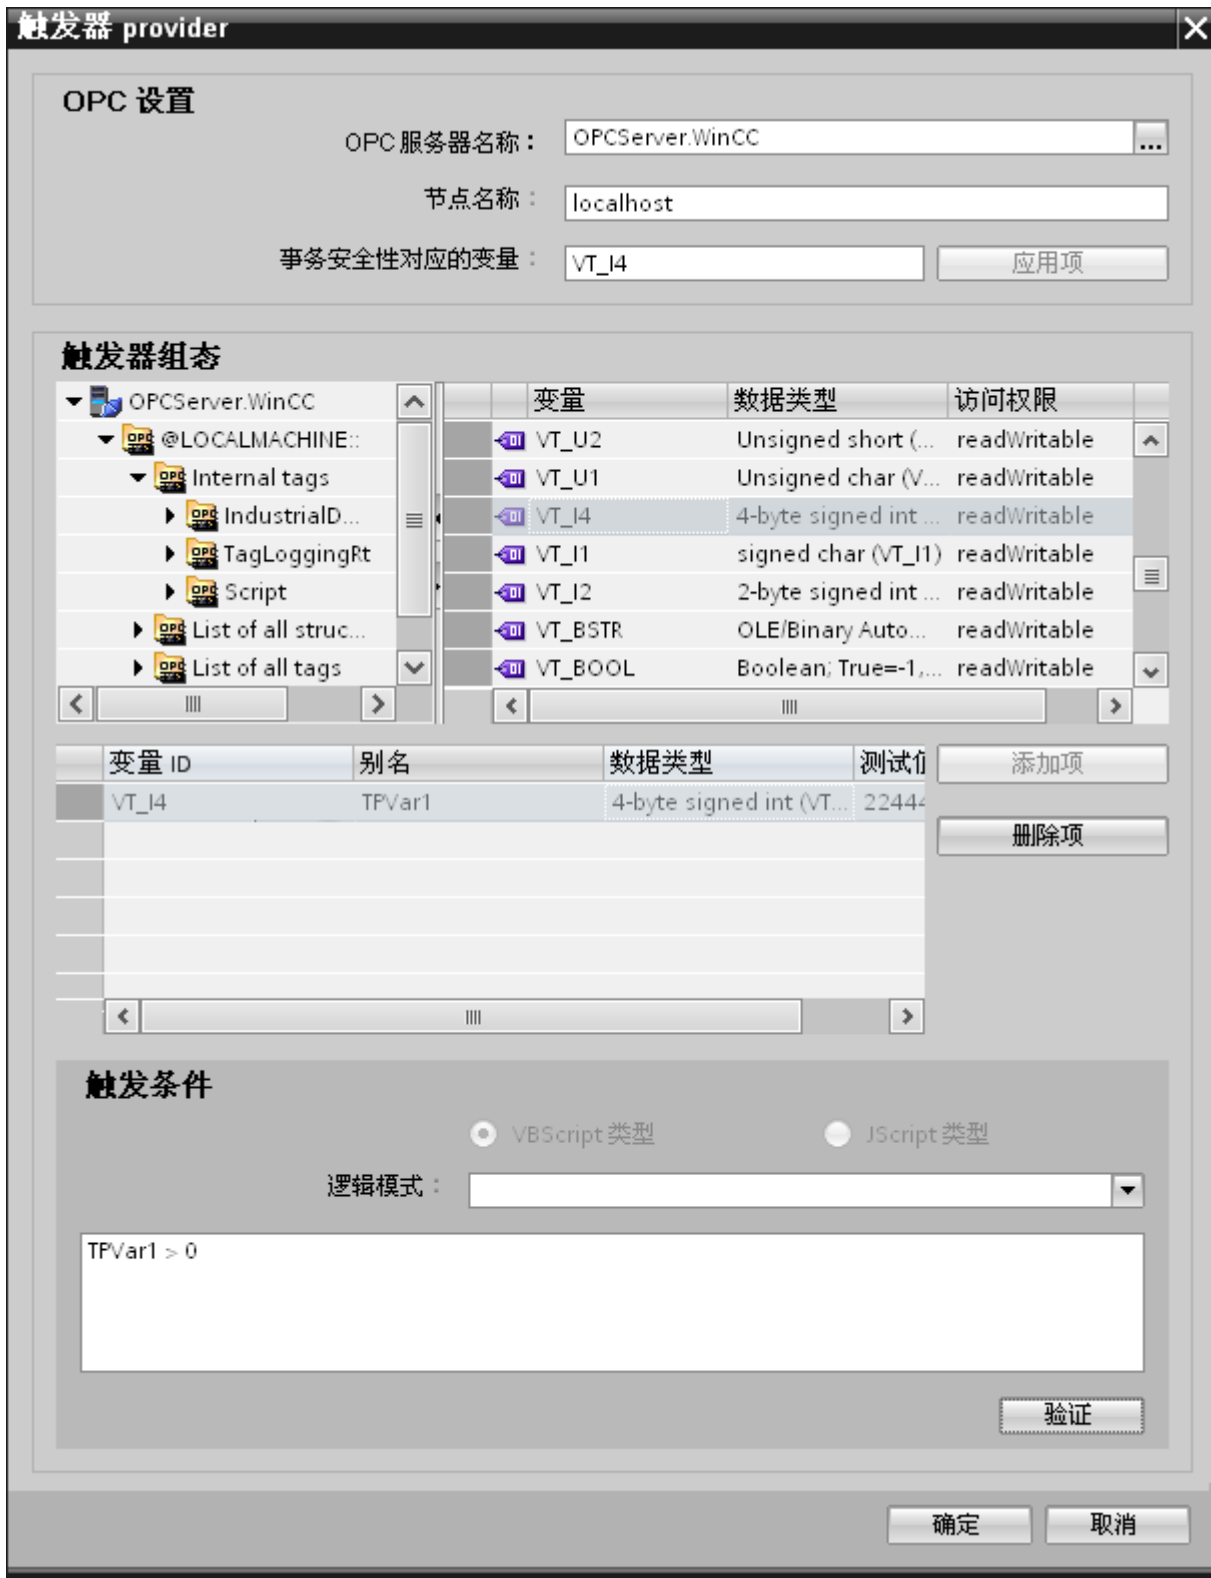 触发器 provider
OPC 设置
OPC 服务器名称： OPCServer.WinCC ...
节点名称： localhost
事务安全性对应的变量： VT_I4 应用项
触发器组态
OPCServer.WinCC
@LOCALMACHINE::
Internal tags
IndustrialD...
TagLoggingRt
Script
List of all struc...
List of all tags
变量 数据类型 访问权限
VT_U2 Unsigned short (... readWritable
VT_U1 Unsigned char (V... readWritable
VT_I4 4-byte signed int ... readWritable
VT_I1 signed char (VT_I1) readWritable
VT_I2 2-byte signed int ... readWritable
VT_BSTR OLE/Binary Auto... readWritable
VT_BOOL Boolean; True=-1,... readWritable
变量 ID 别名 数据类型 测试值 添加项
VT_I4 TPVar1 4-byte signed int (VT... 22444
删除项
触发条件
VBScript 类型 JScript 类型
逻辑模式：
TPVar1 > 0
验证
确定 取消